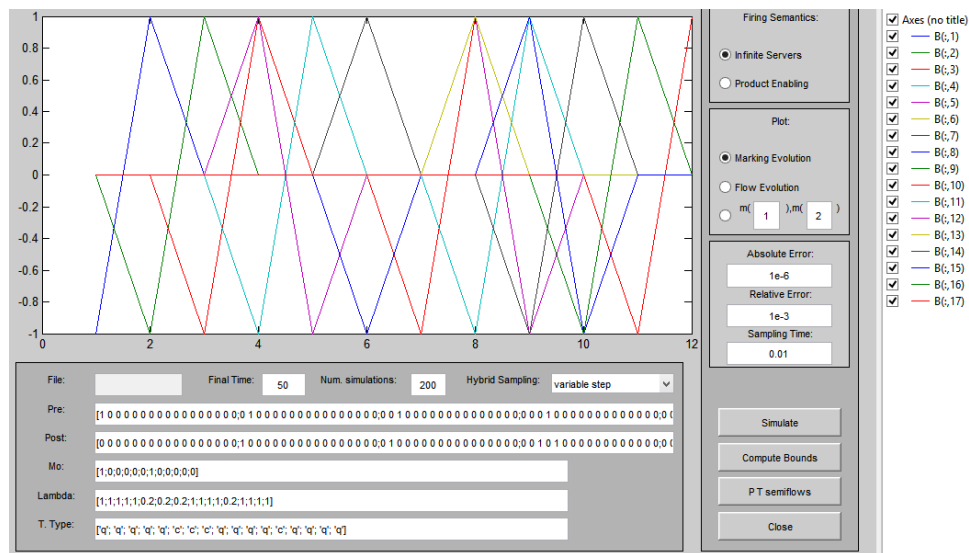 1
0.8
0.6
0.4
0.2
0
-0.2
-0.4
-0.6
-0.8
-1
0 2 4 6 8 10 12
Firing Semantics:
Infinite Servers
Product Enabling
Plot:
Marking Evolution
Flow Evolution
m( 1 ),m( 2 )
Absolute Error:
1e-6
Relative Error:
1e-3
Sampling Time:
0.01
Simulate
Compute Bounds
P T semiflows
Close
File: Final Time: 50 Num. simulations: 200 Hybrid Sampling: variable step
Pre: [1 0 0 0 0 0 0 0 0 0 0 0 0 0 0 0 0;0 1 0 0 0 0 0 0 0 0 0 0 0 0 0 0 0;0 0 1 0 0 0 0 0 0 0 0 0 0 0 0 0 0;0 0 0 1 0 0 0 0 0 0 0 0 0 0 0 0 0;0
Post: [0 0 0 0 0 0 0 0 0 0 0 0 0 0 0 0 0;1 0 0 0 0 0 0 0 0 0 0 0 0 0 0 0 0;0 1 0 0 0 0 0 0 0 0 0 0 0 0 0 0 0;0 0 1 0 1 0 0 0 0 0 0 0 0 0 0 0 0;0
Mo: [1;0;0;0;0;0;1;0;0;0;0;0]
Lambda: [1;1;1;1;1;0.2;0.2;0.2;1;1;1;1;0.2;1;1;1;1]
T. Type: ['q'; 'q'; 'q'; 'q'; 'q'; 'c'; 'c'; 'c'; 'q'; 'q'; 'q'; 'q'; 'c'; 'q'; 'q'; 'q'; 'q']
Axes (no title)
B(:,1)
B(:,2)
B(:,3)
B(:,4)
B(:,5)
B(:,6)
B(:,7)
B(:,8)
B(:,9)
B(:,10)
B(:,11)
B(:,12)
B(:,13)
B(:,14)
B(:,15)
B(:,16)
B(:,17)